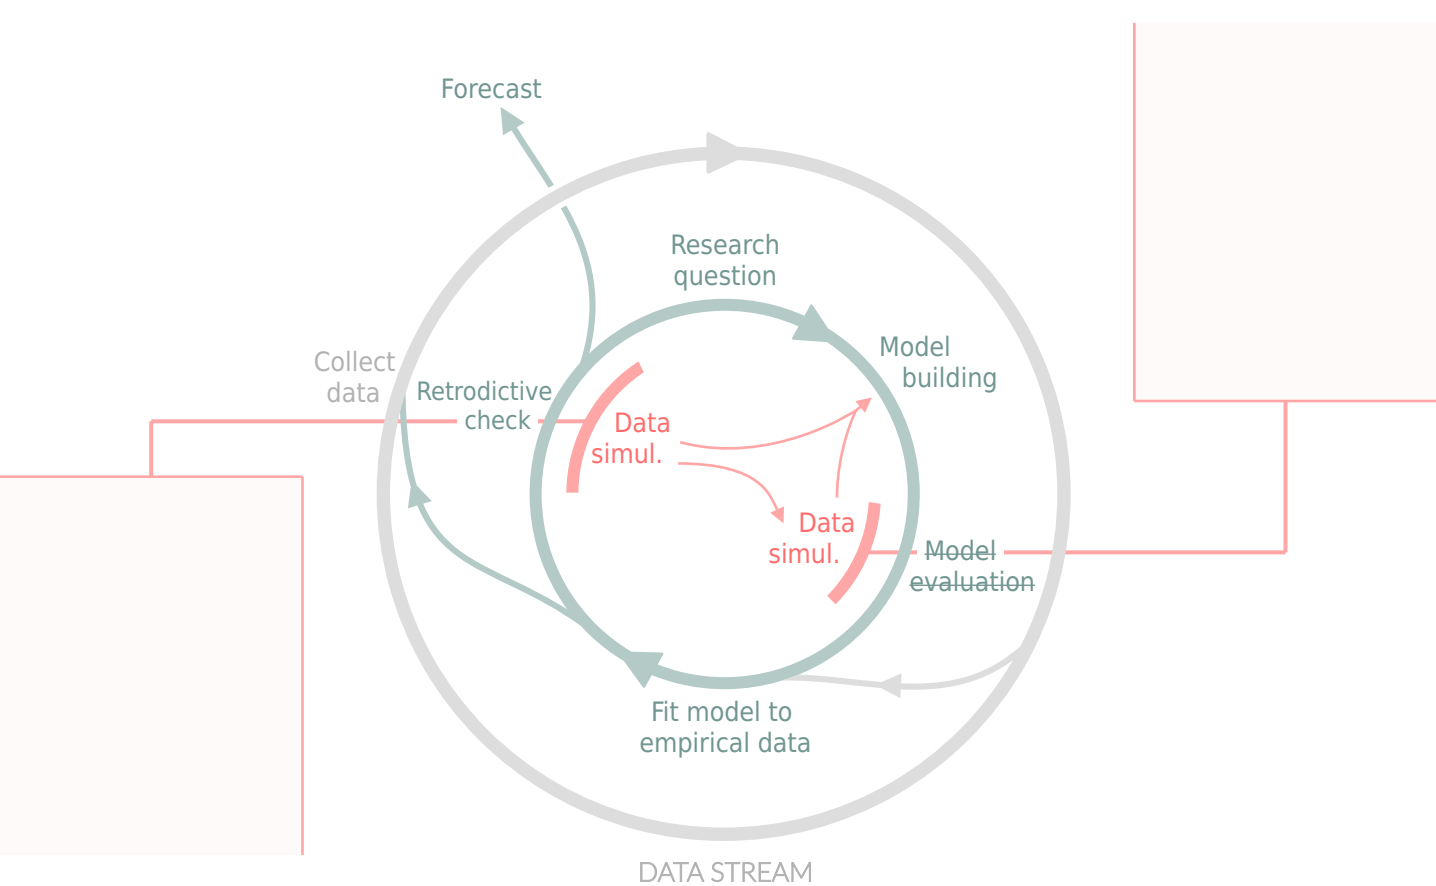 Forecast
Research
question
Model
building
Collect
data
Retrodictive
check
Data
simul.
Data
simul.
Model
evaluation
Fit model to
empirical data
DATA STREAM